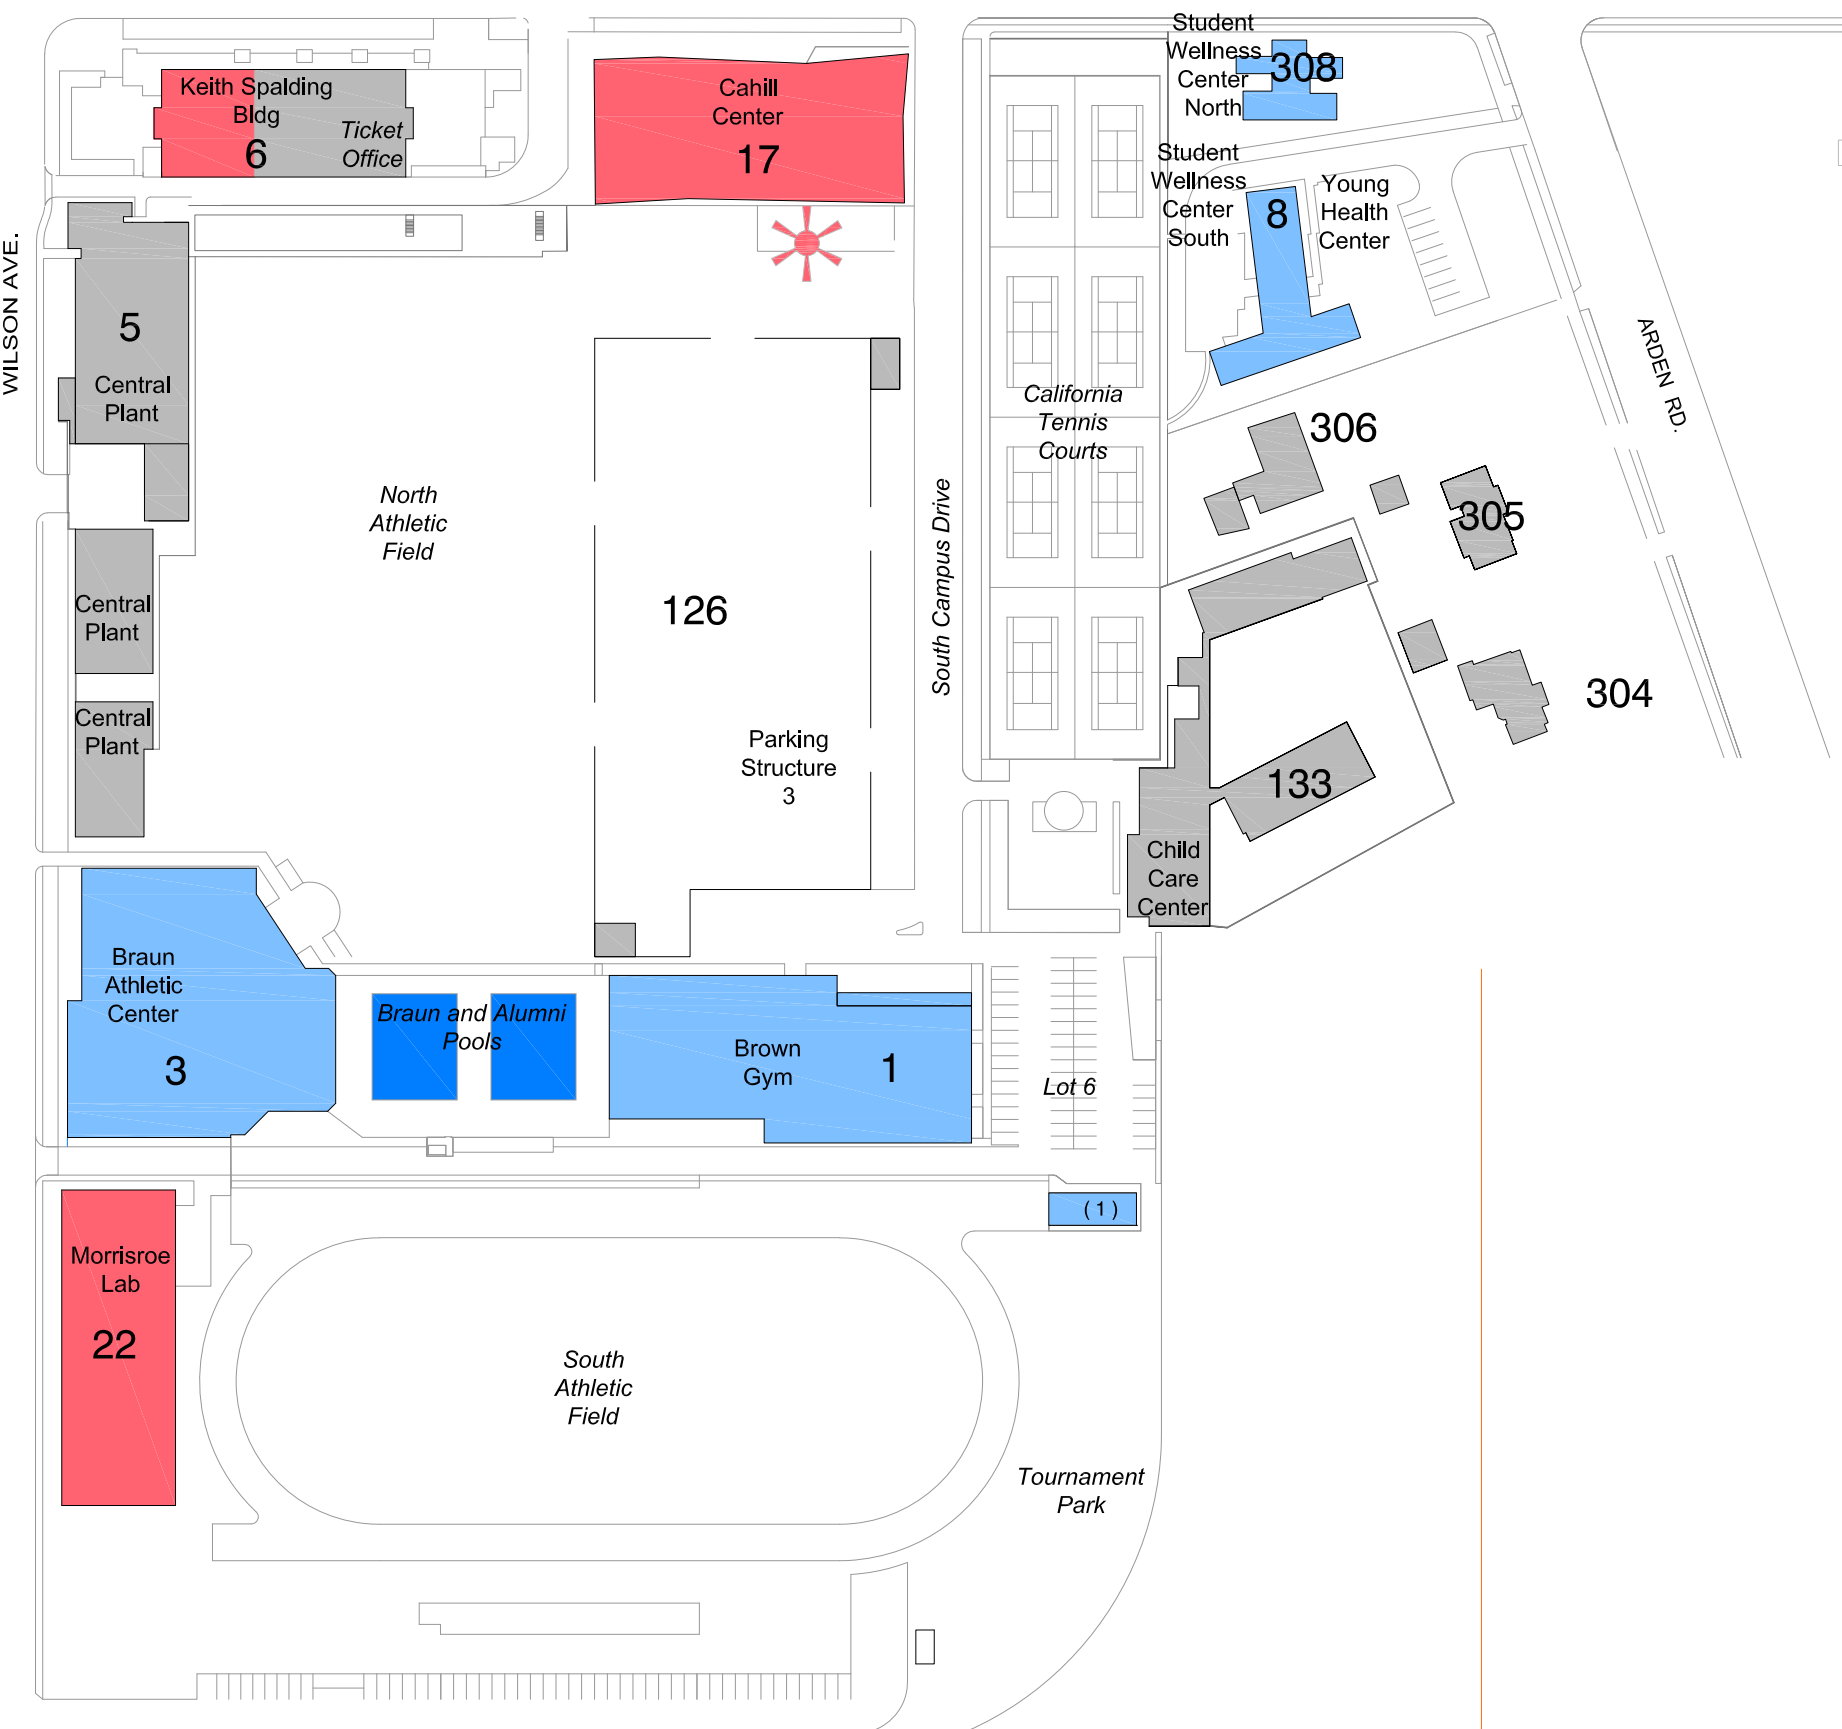 Student
Wellness
Center
North
308
Keith Spalding
Bldg
6
Ticket
Office
Cahill
Center
17
Student
Wellness
Center
South
8
Young
Health
Center
WILSON AVE.
5
Central
Plant
ARDEN RD.
California
Tennis
Courts
306
North
Athletic
Field
South Campus Drive
305
126
Central
Plant
304
Central
Plant
Parking
Structure
3
133
Child
Care
Center
Braun
Athletic
Center
3
Braun and Alumni
Pools
Brown
Gym
1
Lot 6
( 1 )
Morrisroe
Lab
22
South
Athletic
Field
Tournament
Park